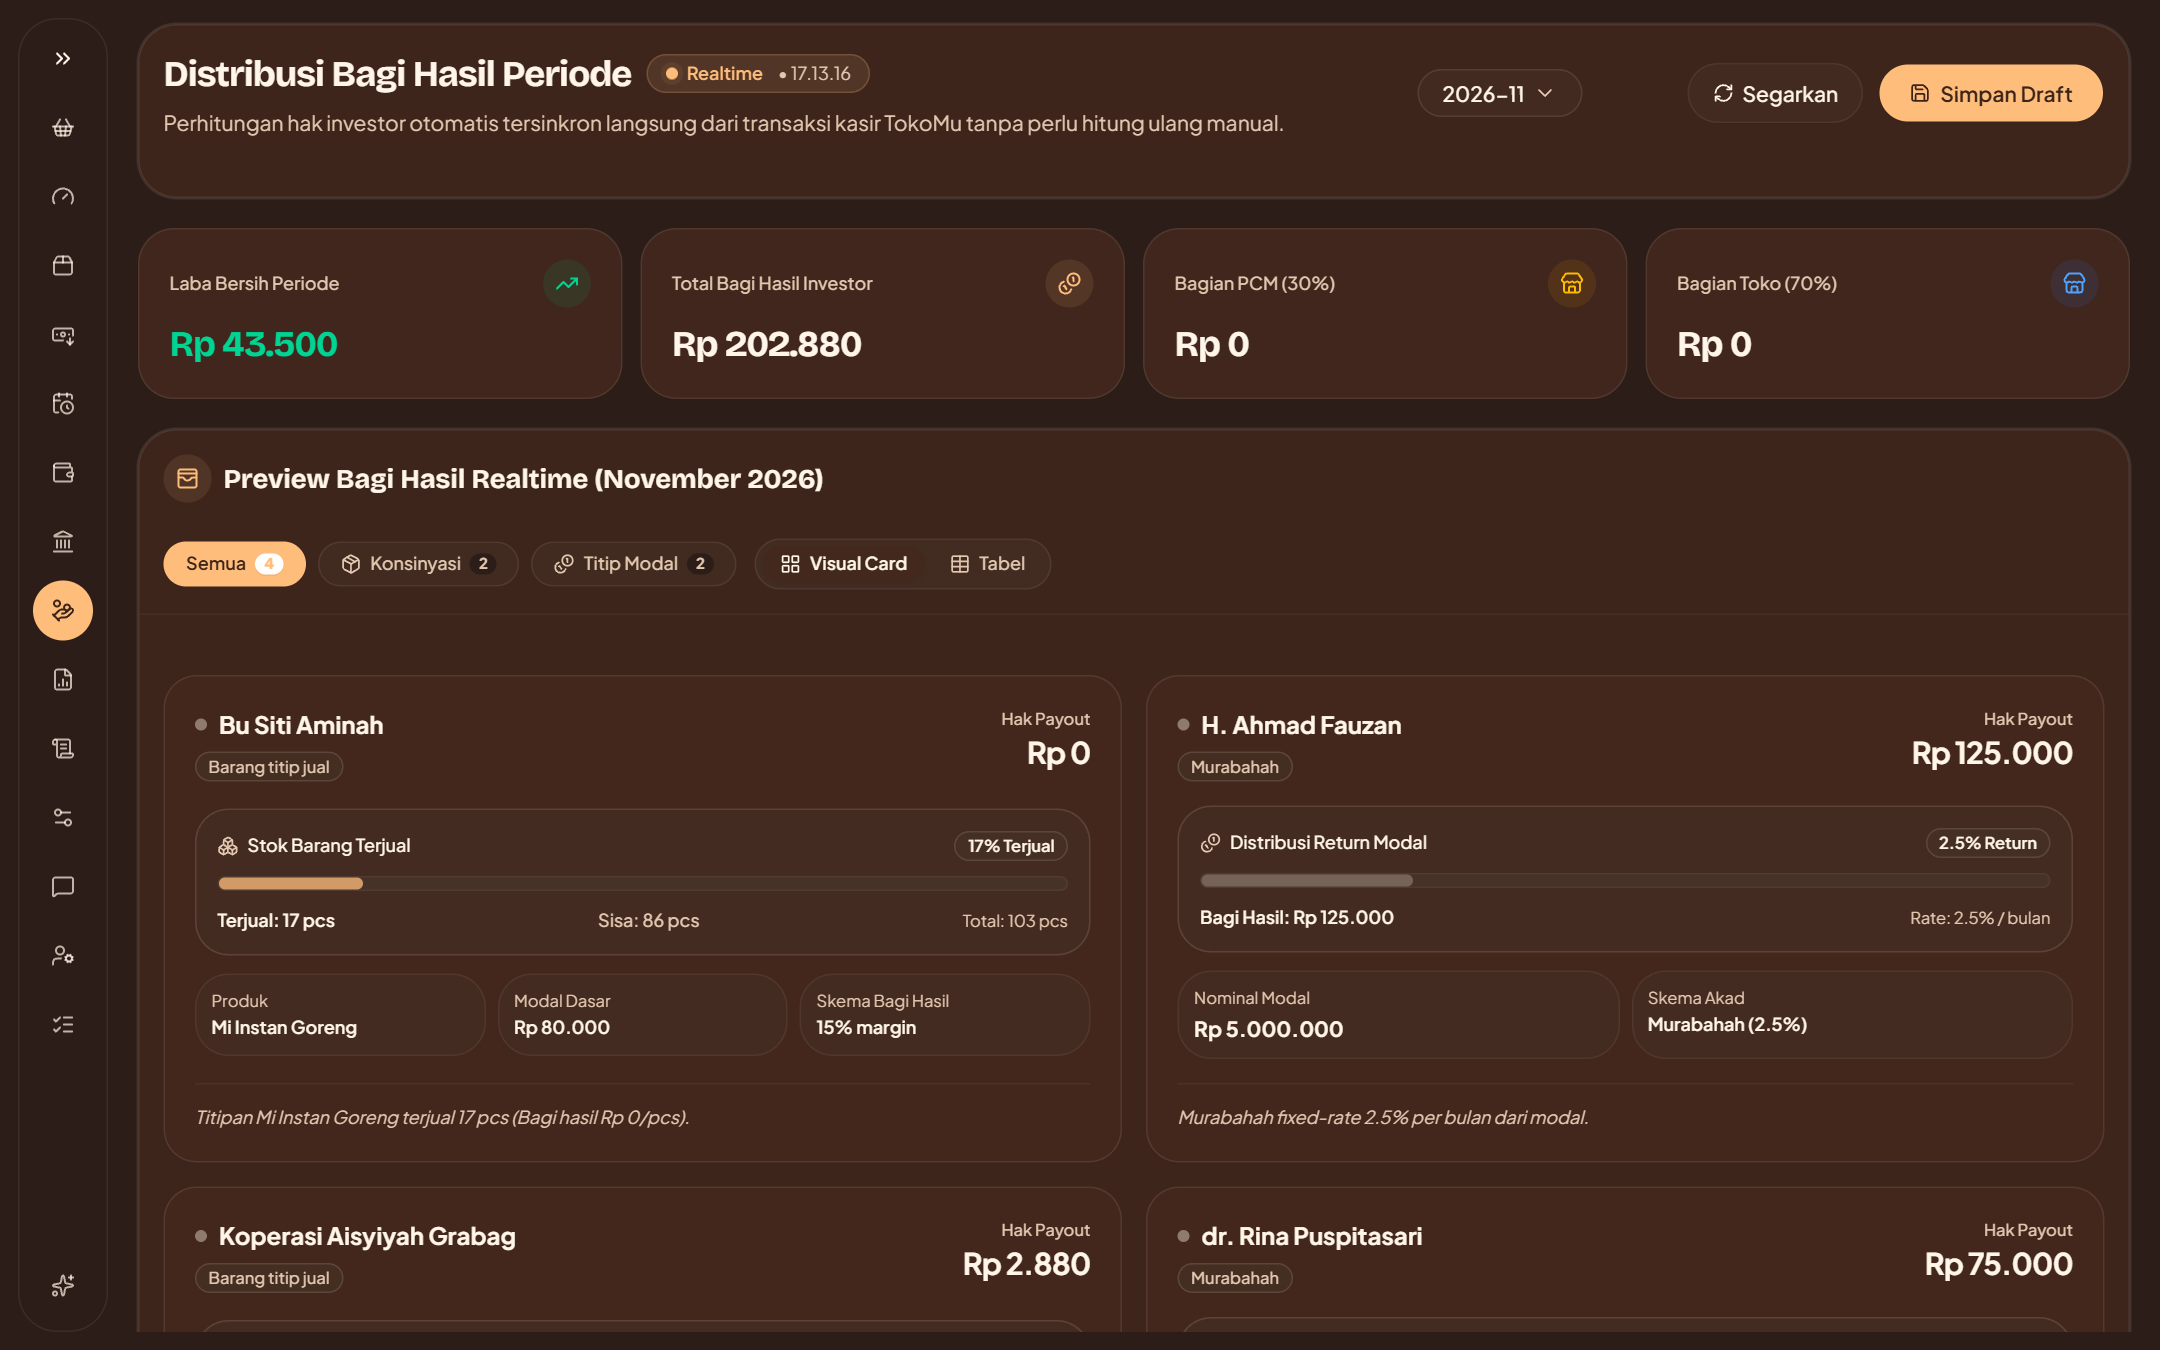 Distribusi Bagi Hasil Periode
Realtime • 17.13.16
Perhitungan hak investor otomatis tersinkron langsung dari transaksi kasir TokoMu tanpa perlu hitung ulang manual.
2026-11
Segarkan
Simpan Draft
Laba Bersih Periode
Rp 43.500
Total Bagi Hasil Investor
Rp 202.880
Bagian PCM (30%)
Rp 0
Bagian Toko (70%)
Rp 0
Preview Bagi Hasil Realtime (November 2026)
Semua 4
Konsinyasi 2
Titip Modal 2
Visual Card
Tabel
Bu Siti Aminah
Barang titip jual
Hak Payout
Rp 0
Stok Barang Terjual
17% Terjual
Terjual: 17 pcs
Sisa: 86 pcs
Total: 103 pcs
Produk
Mi Instan Goreng
Modal Dasar
Rp 80.000
Skema Bagi Hasil
15% margin
Titipan Mi Instan Goreng terjual 17 pcs (Bagi hasil Rp 0/pcs).
H. Ahmad Fauzan
Murabahah
Hak Payout
Rp 125.000
Distribusi Return Modal
2.5% Return
Bagi Hasil: Rp 125.000
Rate: 2.5% / bulan
Nominal Modal
Rp 5.000.000
Skema Akad
Murabahah (2.5%)
Murabahah fixed-rate 2.5% per bulan dari modal.
Koperasi Aisyiyah Grabag
Barang titip jual
Hak Payout
Rp 2.880
dr. Rina Puspitasari
Murabahah
Hak Payout
Rp 75.000